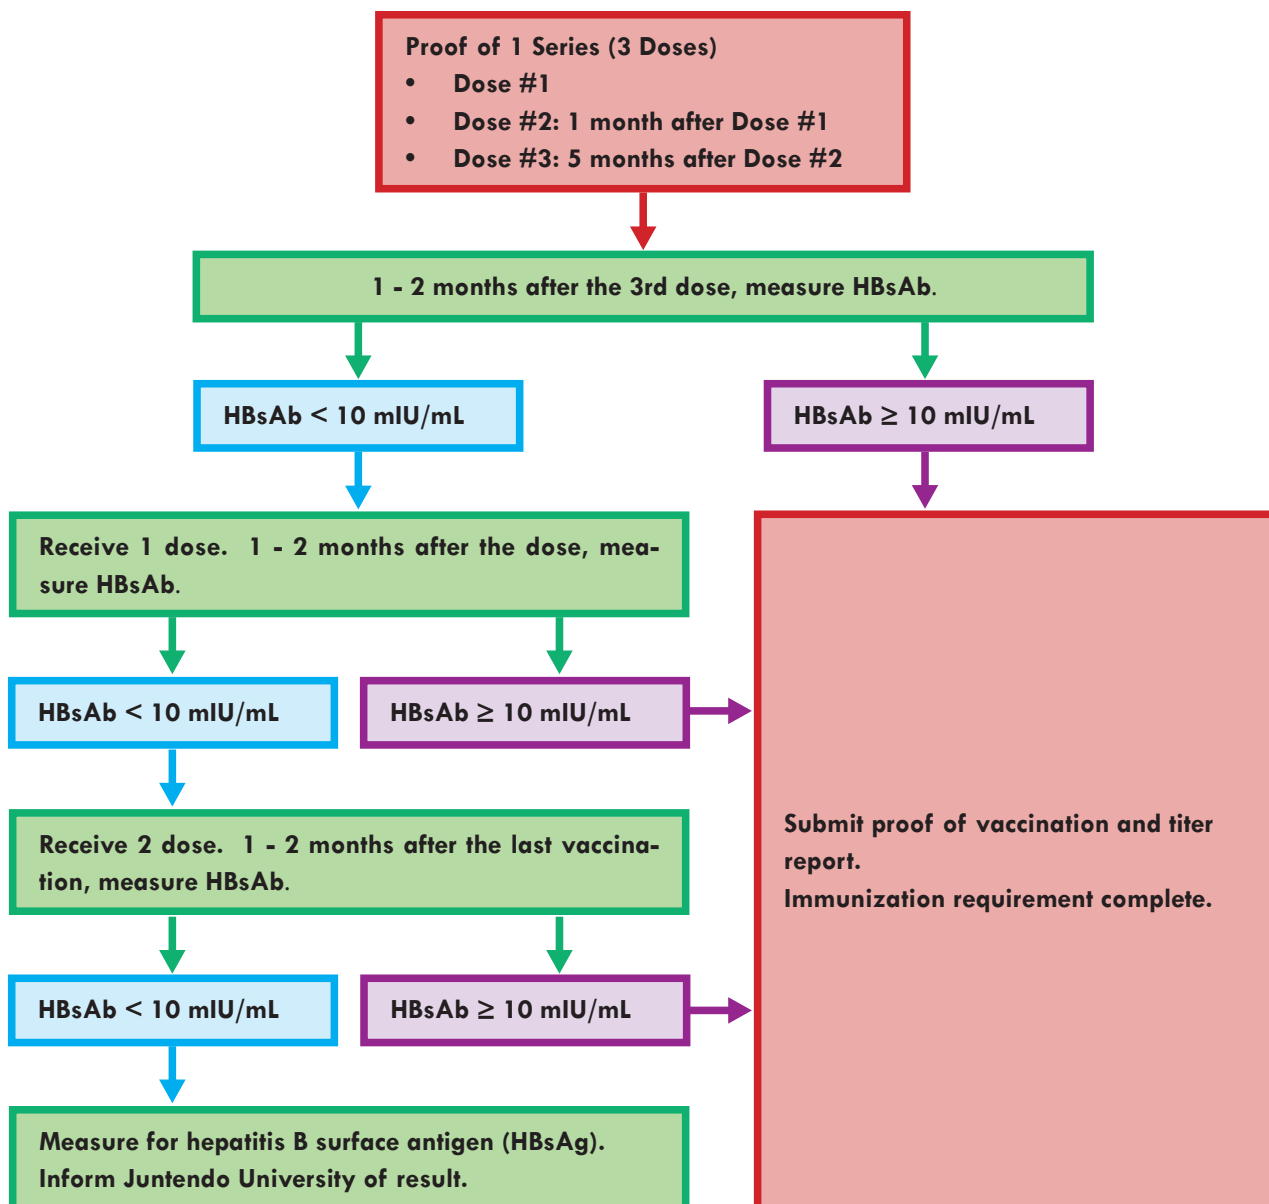 Proof of 1 Series (3 Doses)
• Dose #1
• Dose #2: 1 month after Dose #1
• Dose #3: 5 months after Dose #2
1 - 2 months after the 3rd dose, measure HBsAb.
HBsAb < 10 mIU/mL
HBsAb ≥ 10 mIU/mL
Receive 1 dose. 1 - 2 months after the dose, mea-
sure HBsAb.
HBsAb < 10 mIU/mL
HBsAb ≥ 10 mIU/mL
Receive 2 dose. 1 - 2 months after the last vaccina-
tion, measure HBsAb.
HBsAb < 10 mIU/mL
HBsAb ≥ 10 mIU/mL
Submit proof of vaccination and titer
report.
Immunization requirement complete.
Measure for hepatitis B surface antigen (HBsAg).
Inform Juntendo University of result.